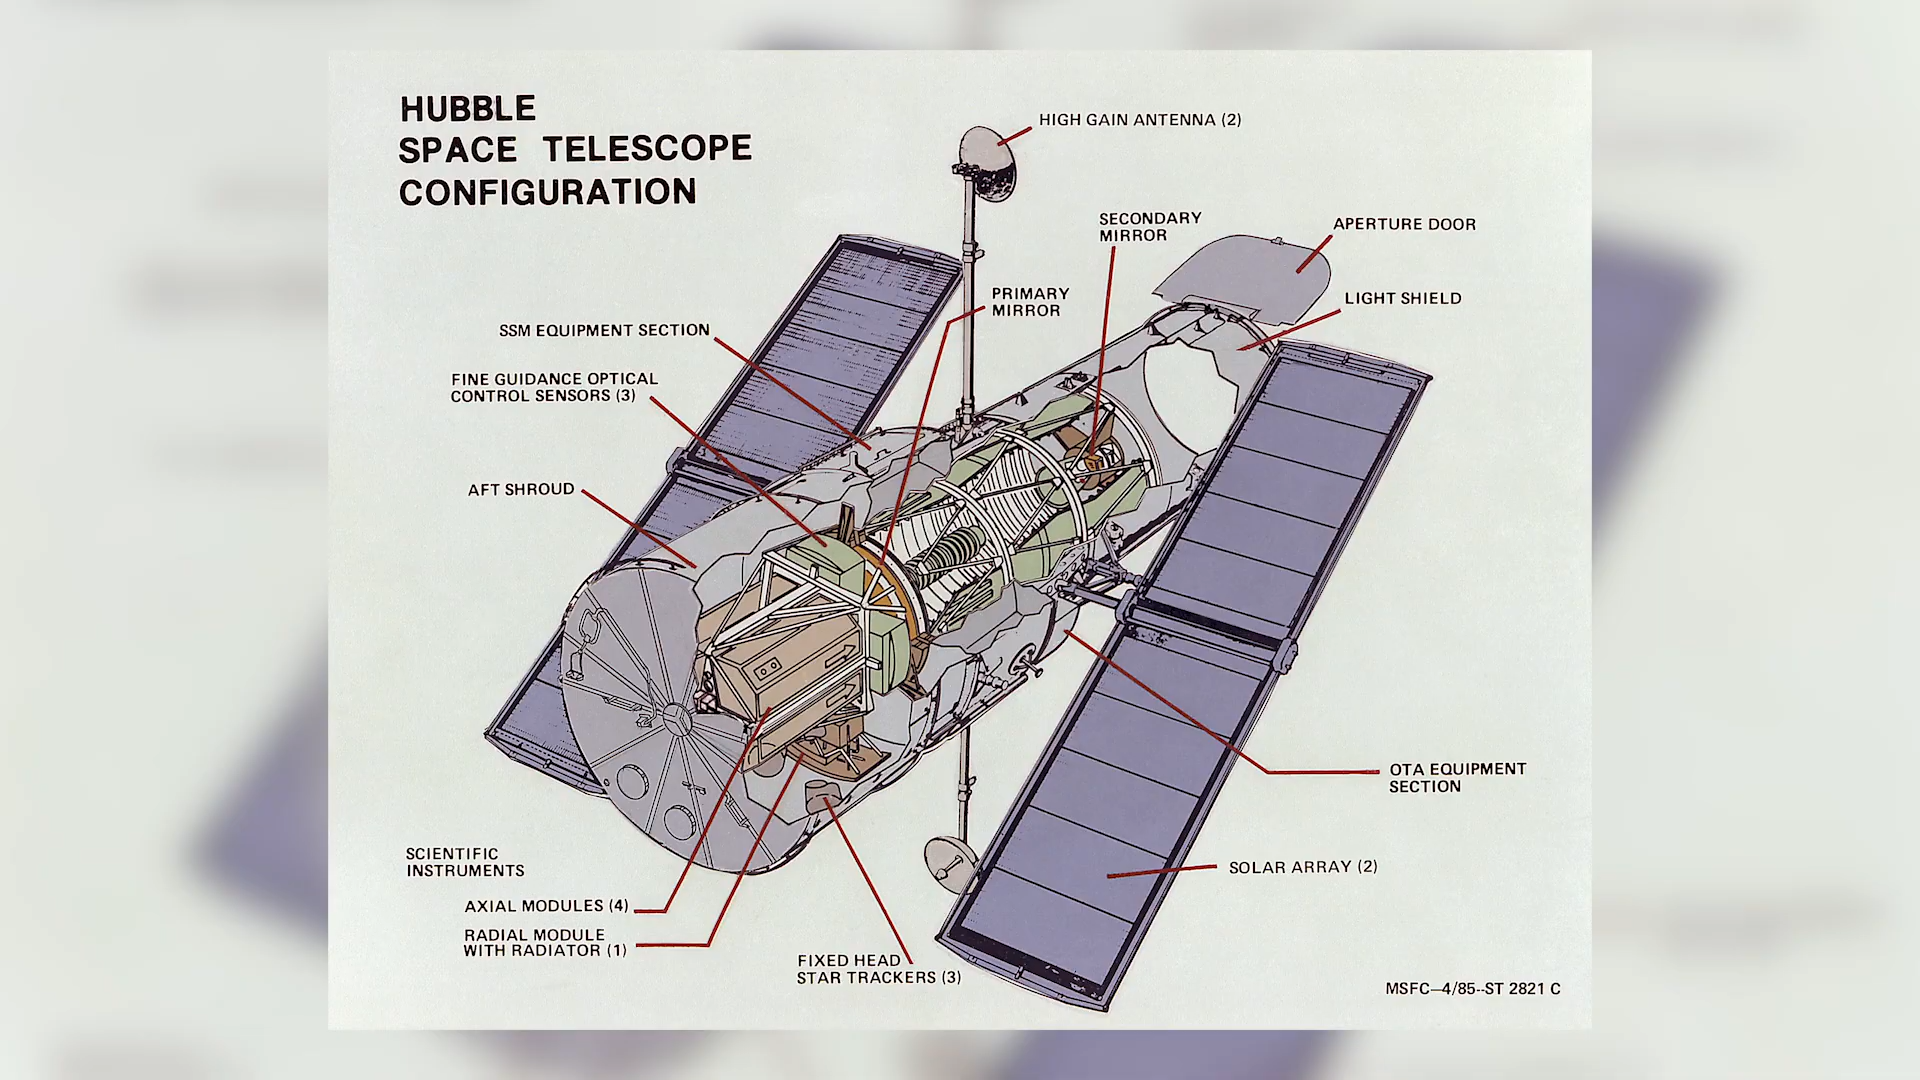 HUBBLE
SPACE TELESCOPE
CONFIGURATION
HIGH GAIN ANTENNA (2)
SECONDARY
MIRROR
APERTURE DOOR
PRIMARY
MIRROR
LIGHT SHIELD
SSM EQUIPMENT SECTION
FINE GUIDANCE OPTICAL
CONTROL SENSORS (3)
AFT SHROUD
OTA EQUIPMENT
SECTION
SCIENTIFIC
INSTRUMENTS
SOLAR ARRAY (2)
AXIAL MODULES (4)
RADIAL MODULE
WITH RADIATOR (1)
FIXED HEAD
STAR TRACKERS (3)
MSFC—4/85--ST 2821 C